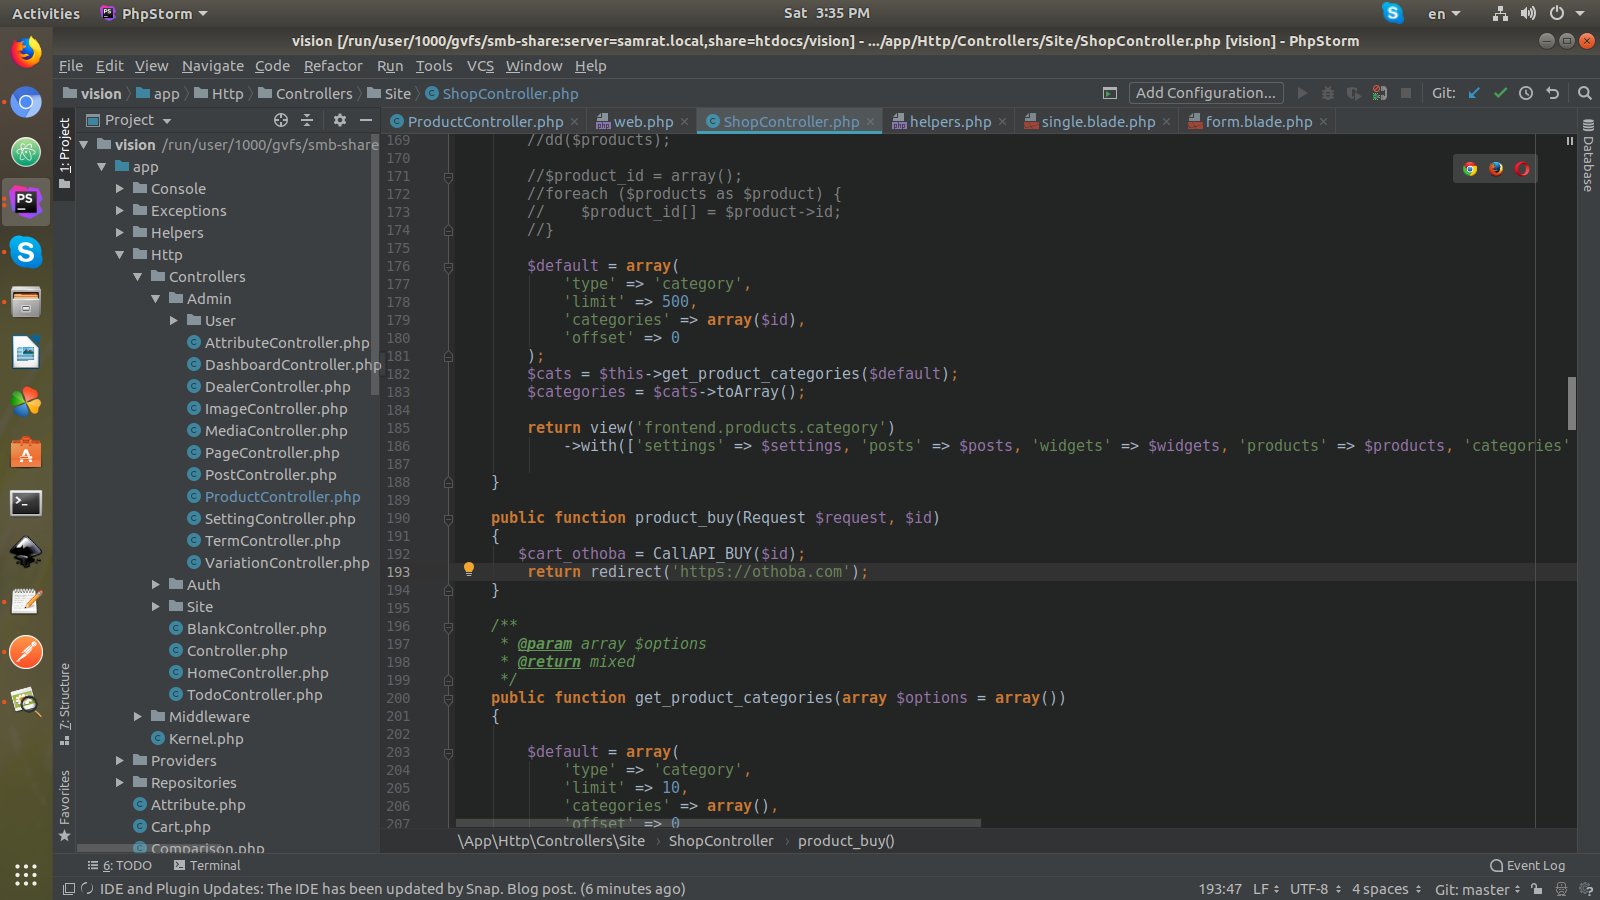 Activities PhpStorm Sat 3:35 PM en
vision [/run/user/1000/gvfs/smb-share:server=samrat.local,share=htdocs/vision] - .../app/Http/Controllers/Site/ShopController.php [vision] - PhpStorm
File Edit View Navigate Code Refactor Run Tools VCS Window Help
vision app Http Controllers Site ShopController.php Add Configuration... Git:
Project
ProductController.php web.php ShopController.php helpers.php single.blade.php form.blade.php
1: Project
7: Structure
Favorites
Database
vision /run/user/1000/gvfs/smb-share
app
Console
Exceptions
Helpers
Http
Controllers
Admin
User
AttributeController.php
DashboardController.php
DealerController.php
ImageController.php
MediaController.php
PageController.php
PostController.php
ProductController.php
SettingController.php
TermController.php
VariationController.php
Auth
Site
BlankController.php
Controller.php
HomeController.php
TodoController.php
Middleware
Kernel.php
Providers
Repositories
Attribute.php
Cart.php
Comparison.php
169 //dd($products);
170
171 //$product_id = array();
172 //foreach ($products as $product) {
173 //    $product_id[] = $product->id;
174 //}
175
176 $default = array(
177 'type' => 'category',
178 'limit' => 500,
179 'categories' => array($id),
180 'offset' => 0
181 );
182 $cats = $this->get_product_categories($default);
183 $categories = $cats->toArray();
184
185 return view('frontend.products.category')
186 ->with(['settings' => $settings, 'posts' => $posts, 'widgets' => $widgets, 'products' => $products, 'categories'
187
188 }
189
190 public function product_buy(Request $request, $id)
191 {
192 $cart_othoba = CallAPI_BUY($id);
193 return redirect('https://othoba.com');
194 }
195
196 /**
197 * @param array $options
198 * @return mixed
199 */
200 public function get_product_categories(array $options = array())
201 {
202
203 $default = array(
204 'type' => 'category',
205 'limit' => 10,
206 'categories' => array(),
207 'offset' => 0
\App\Http\Controllers\Site ShopController product_buy()
6: TODO Terminal Event Log
IDE and Plugin Updates: The IDE has been updated by Snap. Blog post. (6 minutes ago) 193:47 LF UTF-8 4 spaces Git: master